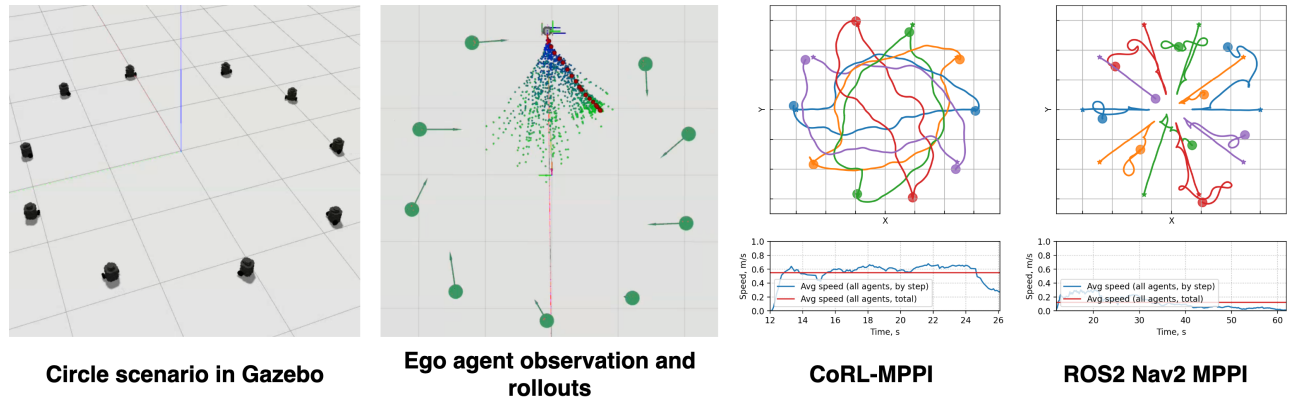 Y
X
1.0
0.8
0.6
0.4
0.2
0.0
Speed, m/s
Avg speed (all agents, by step)
Avg speed (all agents, total)
12 14 16 18 20 22 24 26
Time, s
Y
X
1.0
0.8
0.6
0.4
0.2
0.0
Speed, m/s
Avg speed (all agents, by step)
Avg speed (all agents, total)
20 30 40 50 60
Time, s
Circle scenario in Gazebo
Ego agent observation and
rollouts
CoRL-MPPI
ROS2 Nav2 MPPI